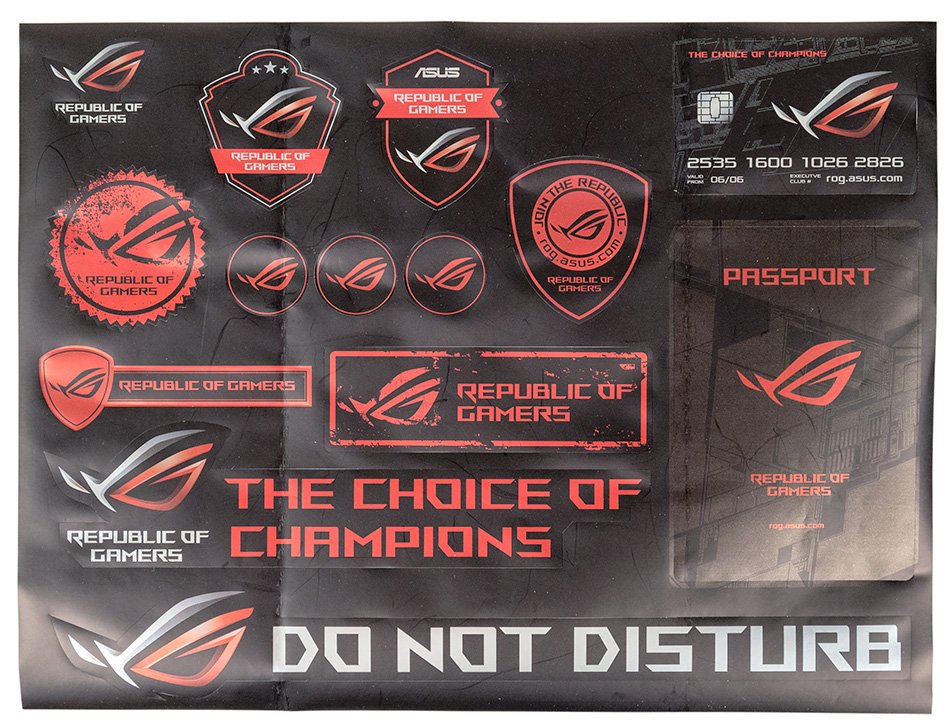 REPUBLIC OF
GAMERS
REPUBLIC OF
GAMERS
ASUS
REPUBLIC OF
GAMERS
THE CHOICE OF CHAMPIONS
2535 1600 1026 2826
VALID
FROM 06/06 EXECUTIVE
CLUB # rog.asus.com
REPUBLIC OF
GAMERS
JOIN THE REPUBLIC
rog.asus.com
REPUBLIC OF
GAMERS
PASSPORT
REPUBLIC OF
GAMERS
rog.asus.com
REPUBLIC OF GAMERS
REPUBLIC OF
GAMERS
REPUBLIC OF
GAMERS
THE CHOICE OF
CHAMPIONS
DO NOT DISTURB